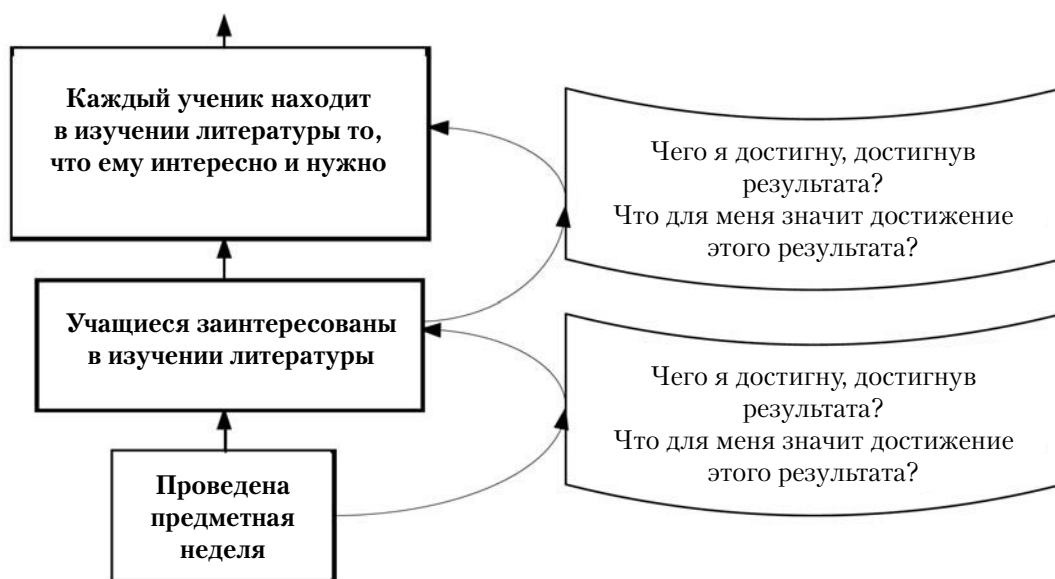 Каждый ученик находит
в изучении литературы то,
что ему интересно и нужно
Чего я достигну, достигнув
результата?
Что для меня значит достижение
этого результата?
Учащиеся заинтересованы
в изучении литературы
Чего я достигну, достигнув
результата?
Что для меня значит достижение
этого результата?
Проведена
предметная
неделя